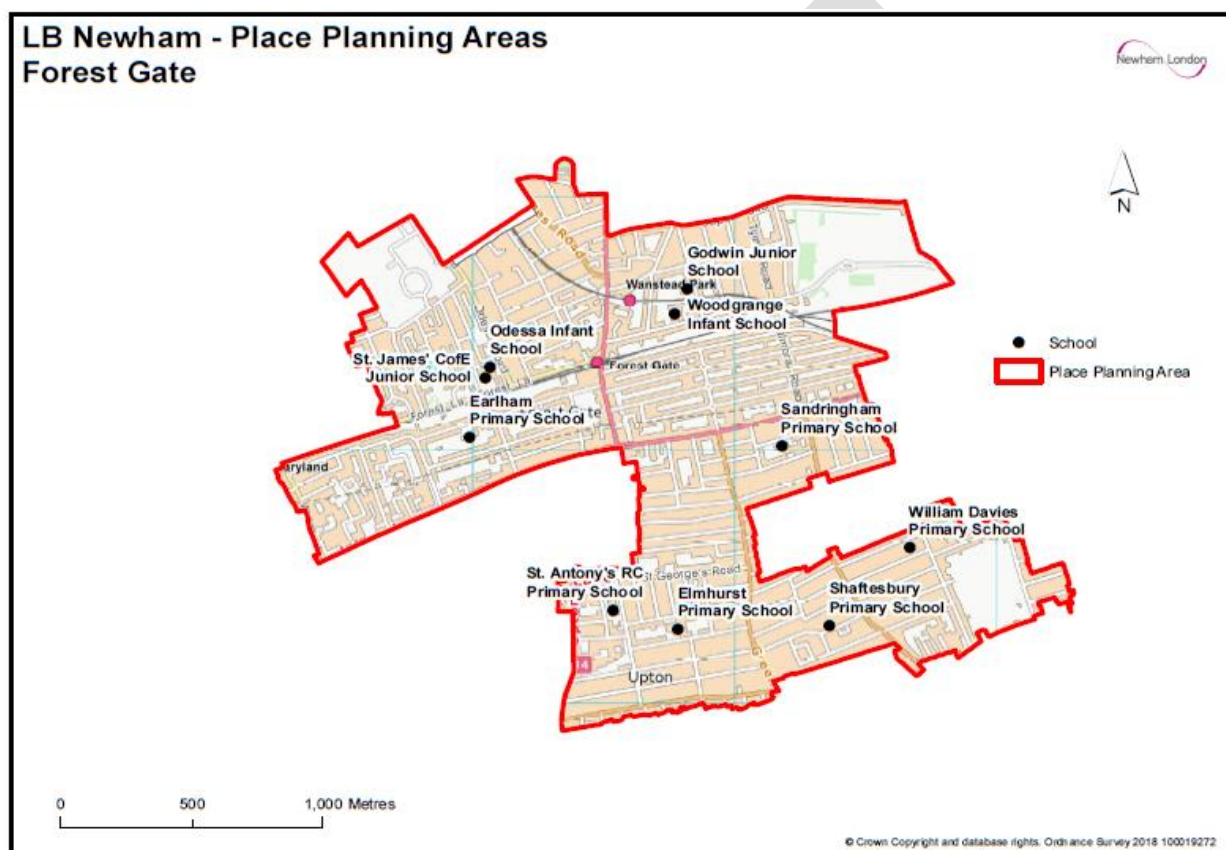 LB Newham - Place Planning Areas
Forest Gate
Newham London
N
Godwin Junior
School
Wanstead Park
Woodgrange
Infant School
Odessa Infant
School
St. James' CofE
Junior School
Forest Gate
Earlham
Primary School
Sandringham
Primary School
School
Place Planning Area
aryland
William Davies
Primary School
St. George's Road
St. Antony's RC
Primary School
Elmhurst
Primary School
Shaftesbury
Primary School
Upton
0 500 1,000 Metres
© Crown Copyright and database rights. Ordnance Survey 2018 100019272